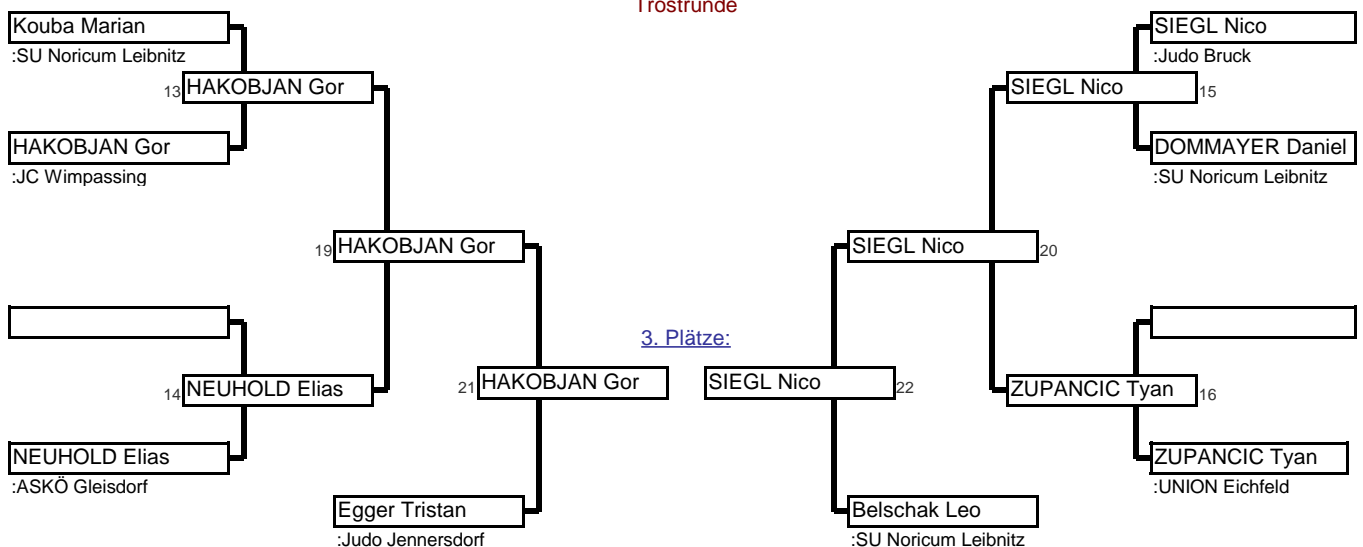 Trostrunde
Kouba Marian
:SU Noricum Leibnitz
13 HAKOBJAN Gor
HAKOBJAN Gor
:JC Wimpassing
19 HAKOBJAN Gor
14 NEUHOLD Elias
NEUHOLD Elias
:ASKÖ Gleisdorf
21 HAKOBJAN Gor
Egger Tristan
:Judo Jennersdorf
3. Plätze:
SIEGL Nico
:Judo Bruck
SIEGL Nico 15
DOMMAYER Daniel
:SU Noricum Leibnitz
SIEGL Nico 20
SIEGL Nico 22
ZUPANCIC Tyan 16
ZUPANCIC Tyan
:UNION Eichfeld
Belschak Leo
:SU Noricum Leibnitz